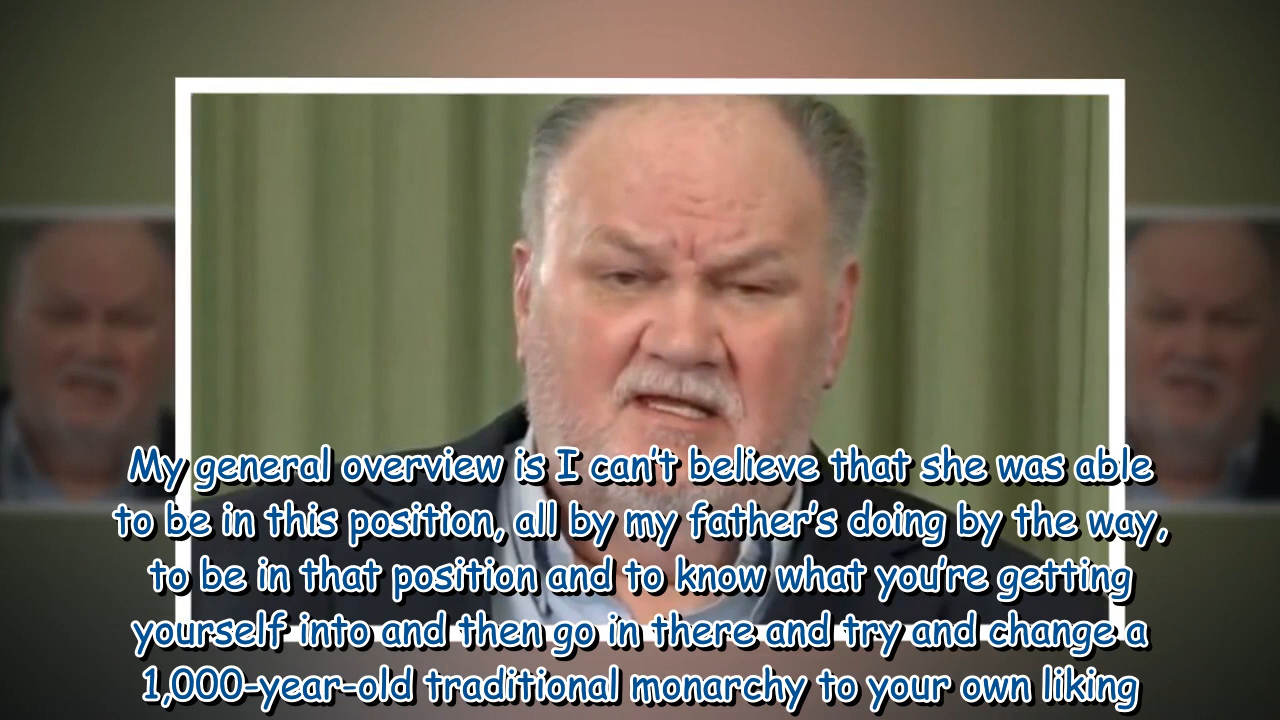 My general overview is I can't believe that she was able
to be in this position, all by my father's doing by the way,
to be in that position and to know what you're getting
yourself into and then go in there and try and change a
1,000-year-old traditional monarchy to your own liking